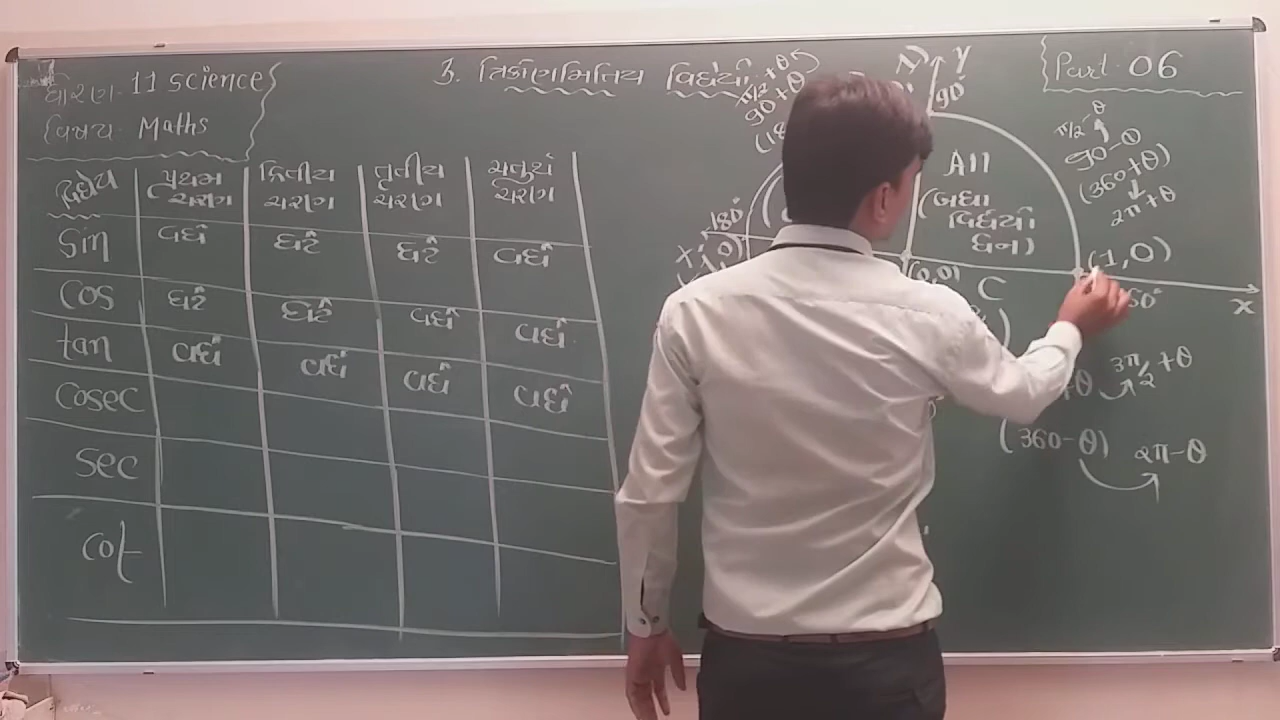 ધોરણ- 11 science
વિષય- Maths
3. ત્રિકોણમિતિય વિધેયો
Part- 06
વિધેય પ્રથમ ચરણ દ્વિતીય ચરણ તૃતીય ચરણ ચતુર્થ ચરણ
Sin વધે ઘટે ઘટે વધે
Cos ઘટે ઘટે વધે વધે
tan વધે વધે વધે વધે
Cosec
Sec
Cot
π/2 + θ
90+θ
Y
90°
All
(બધા
વિધેયો
ધન)
π/2 - θ
90-θ
(360+θ)
2π+θ
180°
X'
(0,0)
(1,0)
X
C
3π/2 + θ
(360-θ) 2π-θ